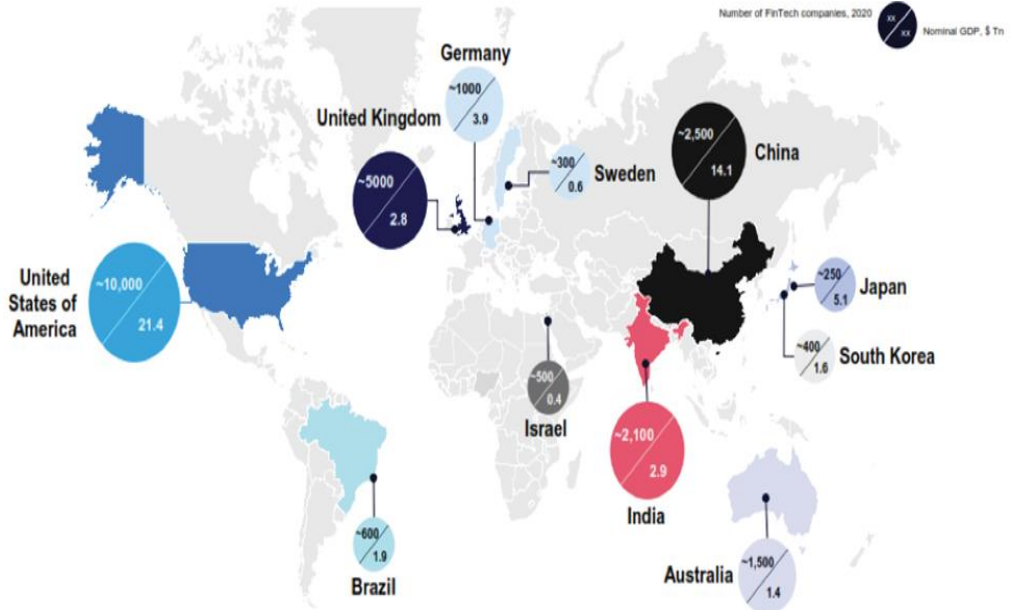 Number of FinTech companies, 2020
xx
xx
Nominal GDP, $ Tn
Germany
~1000
3.9
United Kingdom
~5000
2.8
~300
0.6
Sweden
~2,500
14.1
China
United
States of
America
~10,000
21.4
~250
5.1
Japan
~400
1.6
South Korea
~500
0.4
Israel
~2,100
2.9
India
~600
1.9
Brazil
Australia
~1,500
1.4